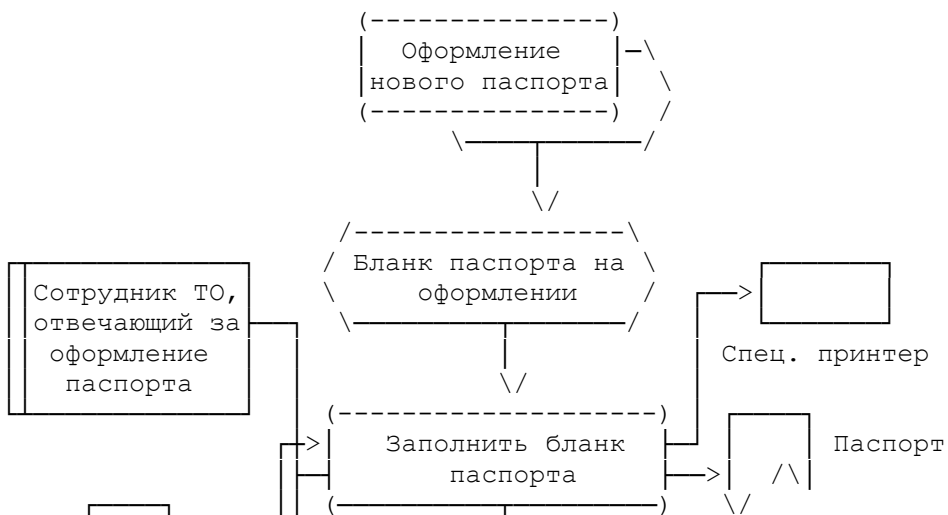 Оформление
нового паспорта
Бланк паспорта на
оформлении
Сотрудник ТО,
отвечающий за
оформление
паспорта
Спец. принтер
Заполнить бланк
паспорта
Паспорт